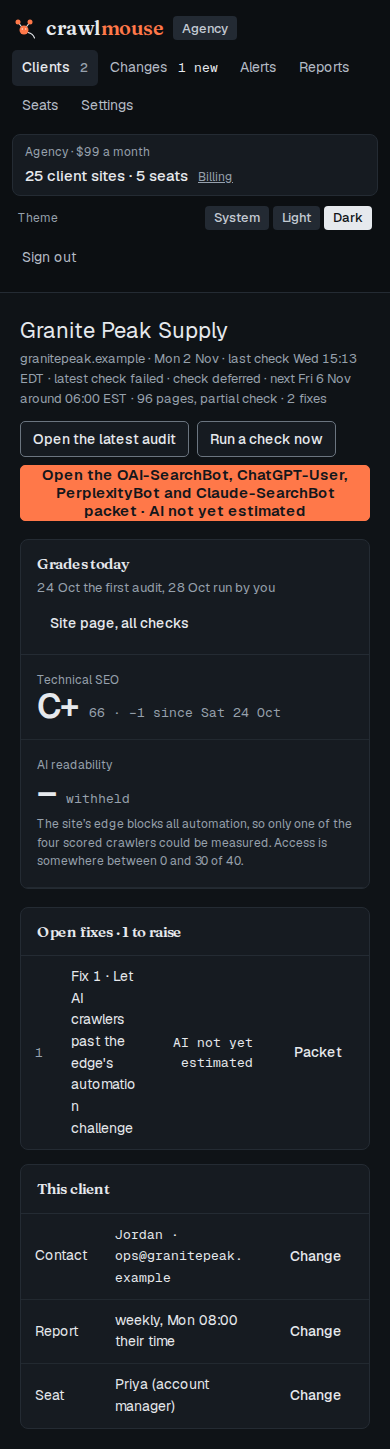 crawlmouse Agency
Clients 2 Changes 1 new Alerts Reports
Seats Settings
Agency · $99 a month
25 client sites · 5 seats Billing
Theme System Light Dark
Sign out
Granite Peak Supply
granitepeak.example · Mon 2 Nov · last check Wed 15:13
EDT · latest check failed · check deferred · next Fri 6 Nov
around 06:00 EST · 96 pages, partial check · 2 fixes
Open the latest audit Run a check now
Open the OAI-SearchBot, ChatGPT-User,
PerplexityBot and Claude-SearchBot
packet · AI not yet estimated
Grades today
24 Oct the first audit, 28 Oct run by you
Site page, all checks
Technical SEO
C+ 66 · −1 since Sat 24 Oct
AI readability
– withheld
The site's edge blocks all automation, so only one of the
four scored crawlers could be measured. Access is
somewhere between 0 and 30 of 40.
Open fixes · 1 to raise
1 Fix 1 · Let
AI
crawlers
past the
edge's
automatio
n
challenge
AI not yet
estimated
Packet
This client
Contact Jordan ·
ops@granitepeak.
example
Change
Report weekly, Mon 08:00
their time
Change
Seat Priya (account
manager)
Change